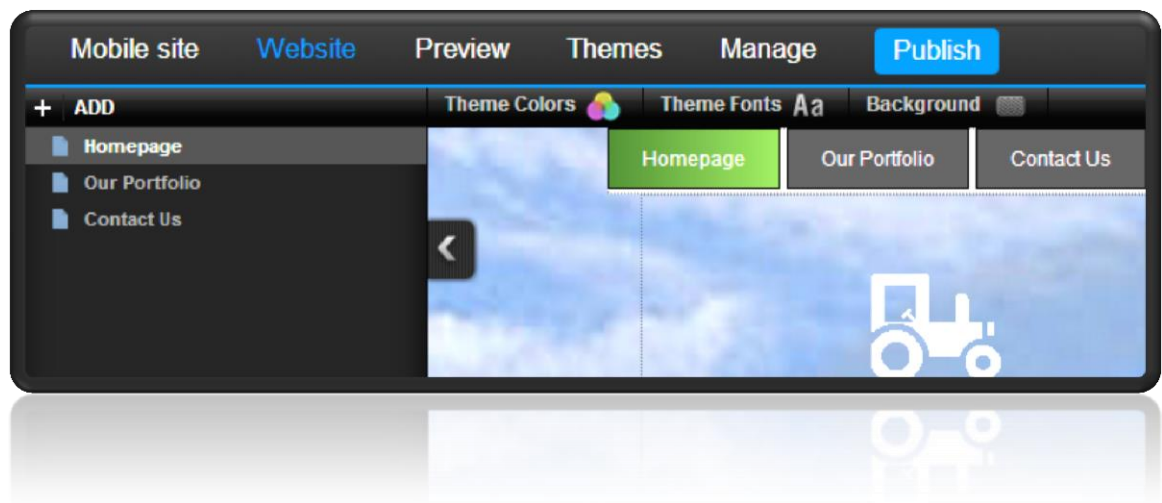 Mobile site Website Preview Themes Manage Publish
+ ADD Theme Colors Theme Fonts Aa Background
Homepage
Our Portfolio
Contact Us
Homepage Our Portfolio Contact Us